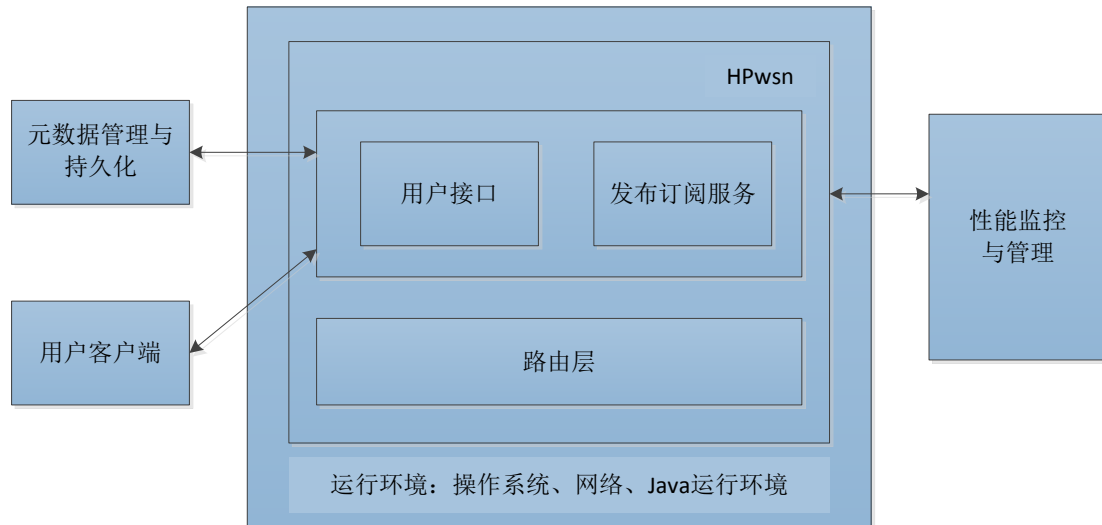 HPwsn
元数据管理与
持久化
用户接口
发布订阅服务
性能监控
与管理
用户客户端
路由层
运行环境：操作系统、网络、Java运行环境